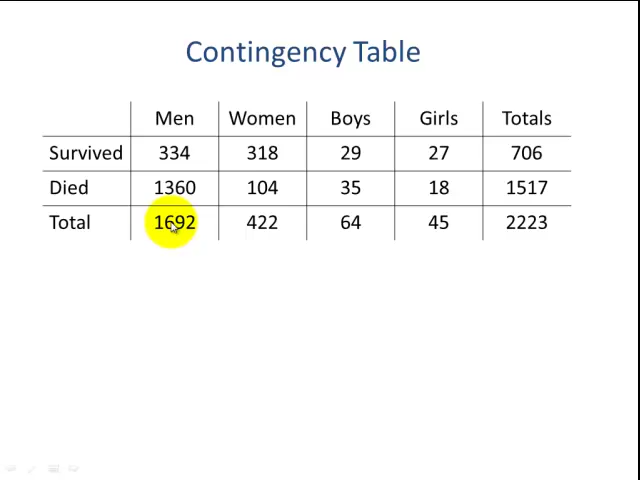 Contingency Table
Men Women Boys Girls Totals
Survived 334 318 29 27 706
Died 1360 104 35 18 1517
Total 1692 422 64 45 2223